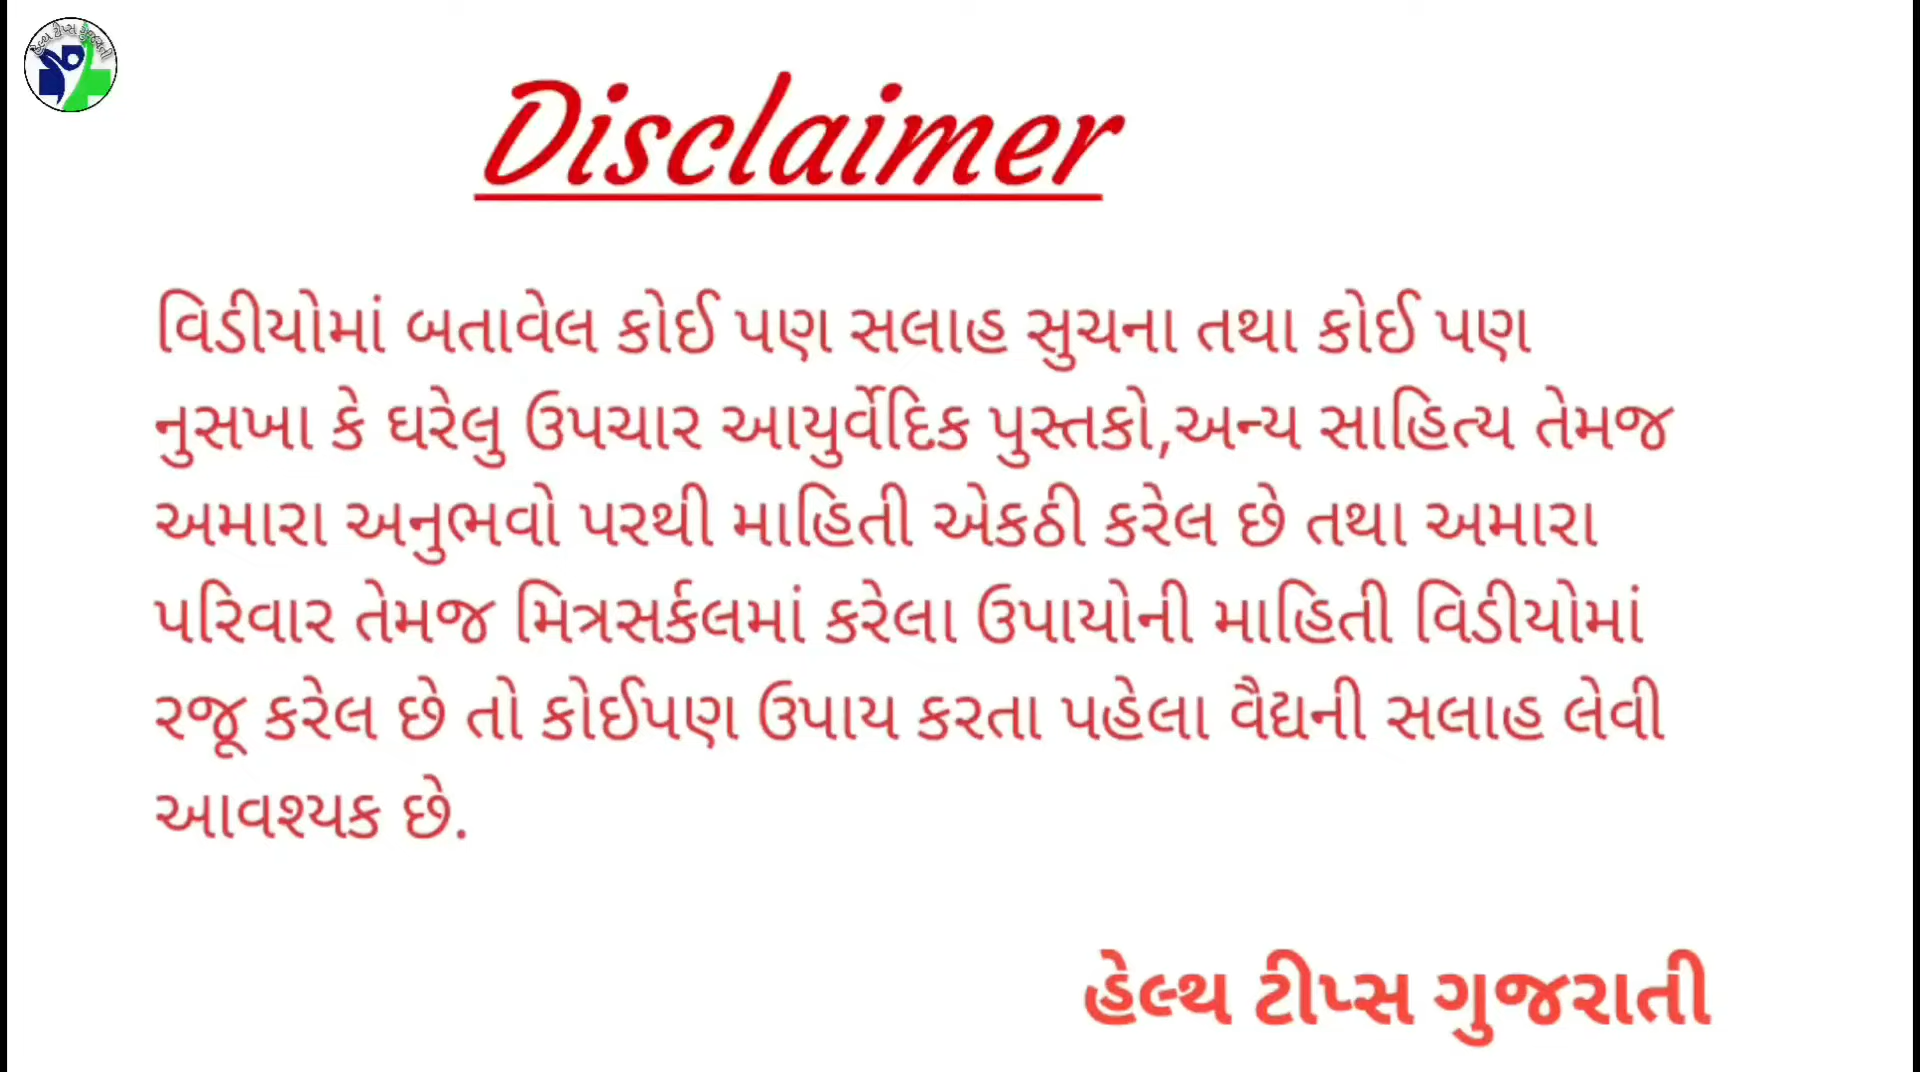 હેલ્થ ટીપ્સ ગુજરાતી
Disclaimer
વિડીયોમાં બતાવેલ કોઈ પણ સલાહ સુચના તથા કોઈ પણ
નુસખા કે ઘરેલુ ઉપચાર આયુર્વેદિક પુસ્તકો,અન્ય સાહિત્ય તેમજ
અમારા અનુભવો પરથી માહિતી એકઠી કરેલ છે તથા અમારા
પરિવાર તેમજ મિત્રસર્કલમાં કરેલા ઉપાયોની માહિતી વિડીયોમાં
રજૂ કરેલ છે તો કોઈપણ ઉપાય કરતા પહેલા વૈદ્યની સલાહ લેવી
આવશ્યક છે.
હેલ્થ ટીપ્સ ગુજરાતી